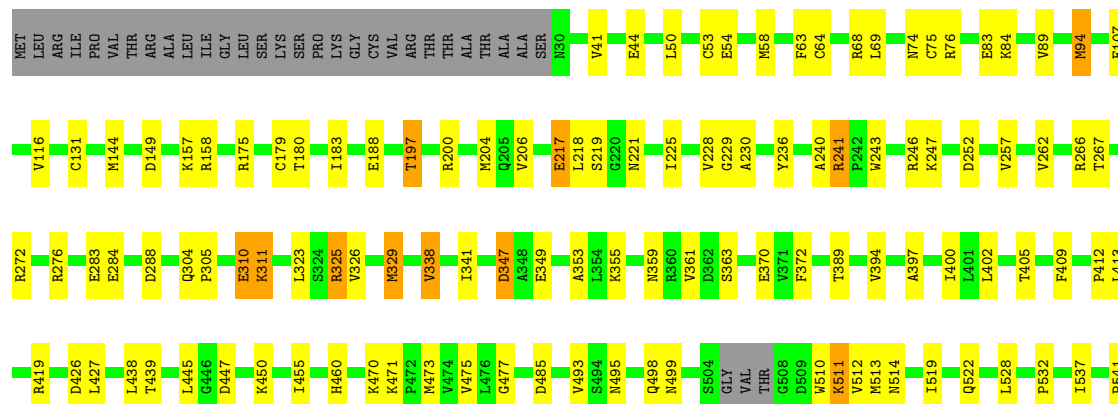 MET LEU ARG ILE PRO VAL THR ARG ALA LEU ILE GLY LEU SER LYS SER PRO LYS GLY CYS VAL ARG THR THR ALA THR ALA ALA SER N30 V41 E44 L50 C53 E54 M58 F63 C64 R68 L69 N74 C75 R76 E83 K84 V89 M94 E107
V116 C131 M144 D149 K157 R158 R175 C179 T180 I183 E188 T197 R200 M204 Q205 V206 E217 L218 S219 G220 N221 I225 V228 G229 A230 Y236 A240 R241 P242 W243 R246 K247 D252 V257 V262 R266 T267
R272 R276 E283 E284 D288 Q304 P305 E310 K311 L323 S324 R325 V326 M329 V338 I341 D347 A348 E349 A353 L354 K355 N359 R360 V361 D362 S363 E370 V371 F372 T389 V394 A397 I400 L401 L402 T405 F409 P412 L413
R419 D426 L427 L438 T439 L445 G446 D447 K450 I455 H460 K470 K471 P472 M473 V474 V475 L476 G477 D485 V493 S494 N495 Q498 N499 S504 GLY VAL THR G508 D509 W510 K511 V512 M513 N514 I519 Q522 L528 P532 I537